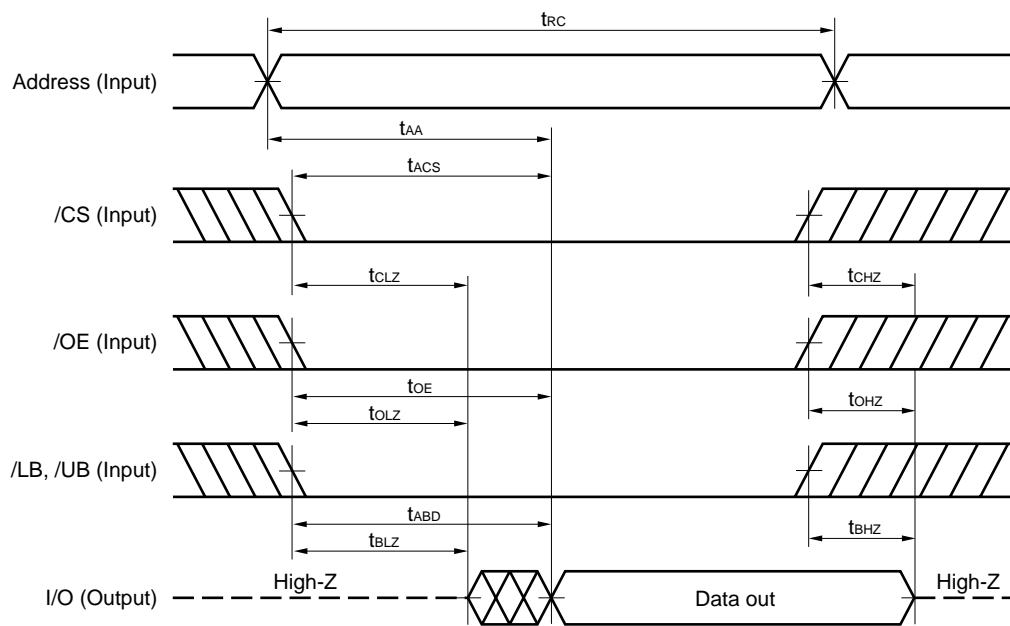 tRC
Address (Input)
tAA
tACS
/CS (Input)
tCLZ
tCHZ
/OE (Input)
tOE
tOLZ
tOHZ
/LB, /UB (Input)
tABD
tBLZ
tBHZ
High-Z
High-Z
I/O (Output)
Data out